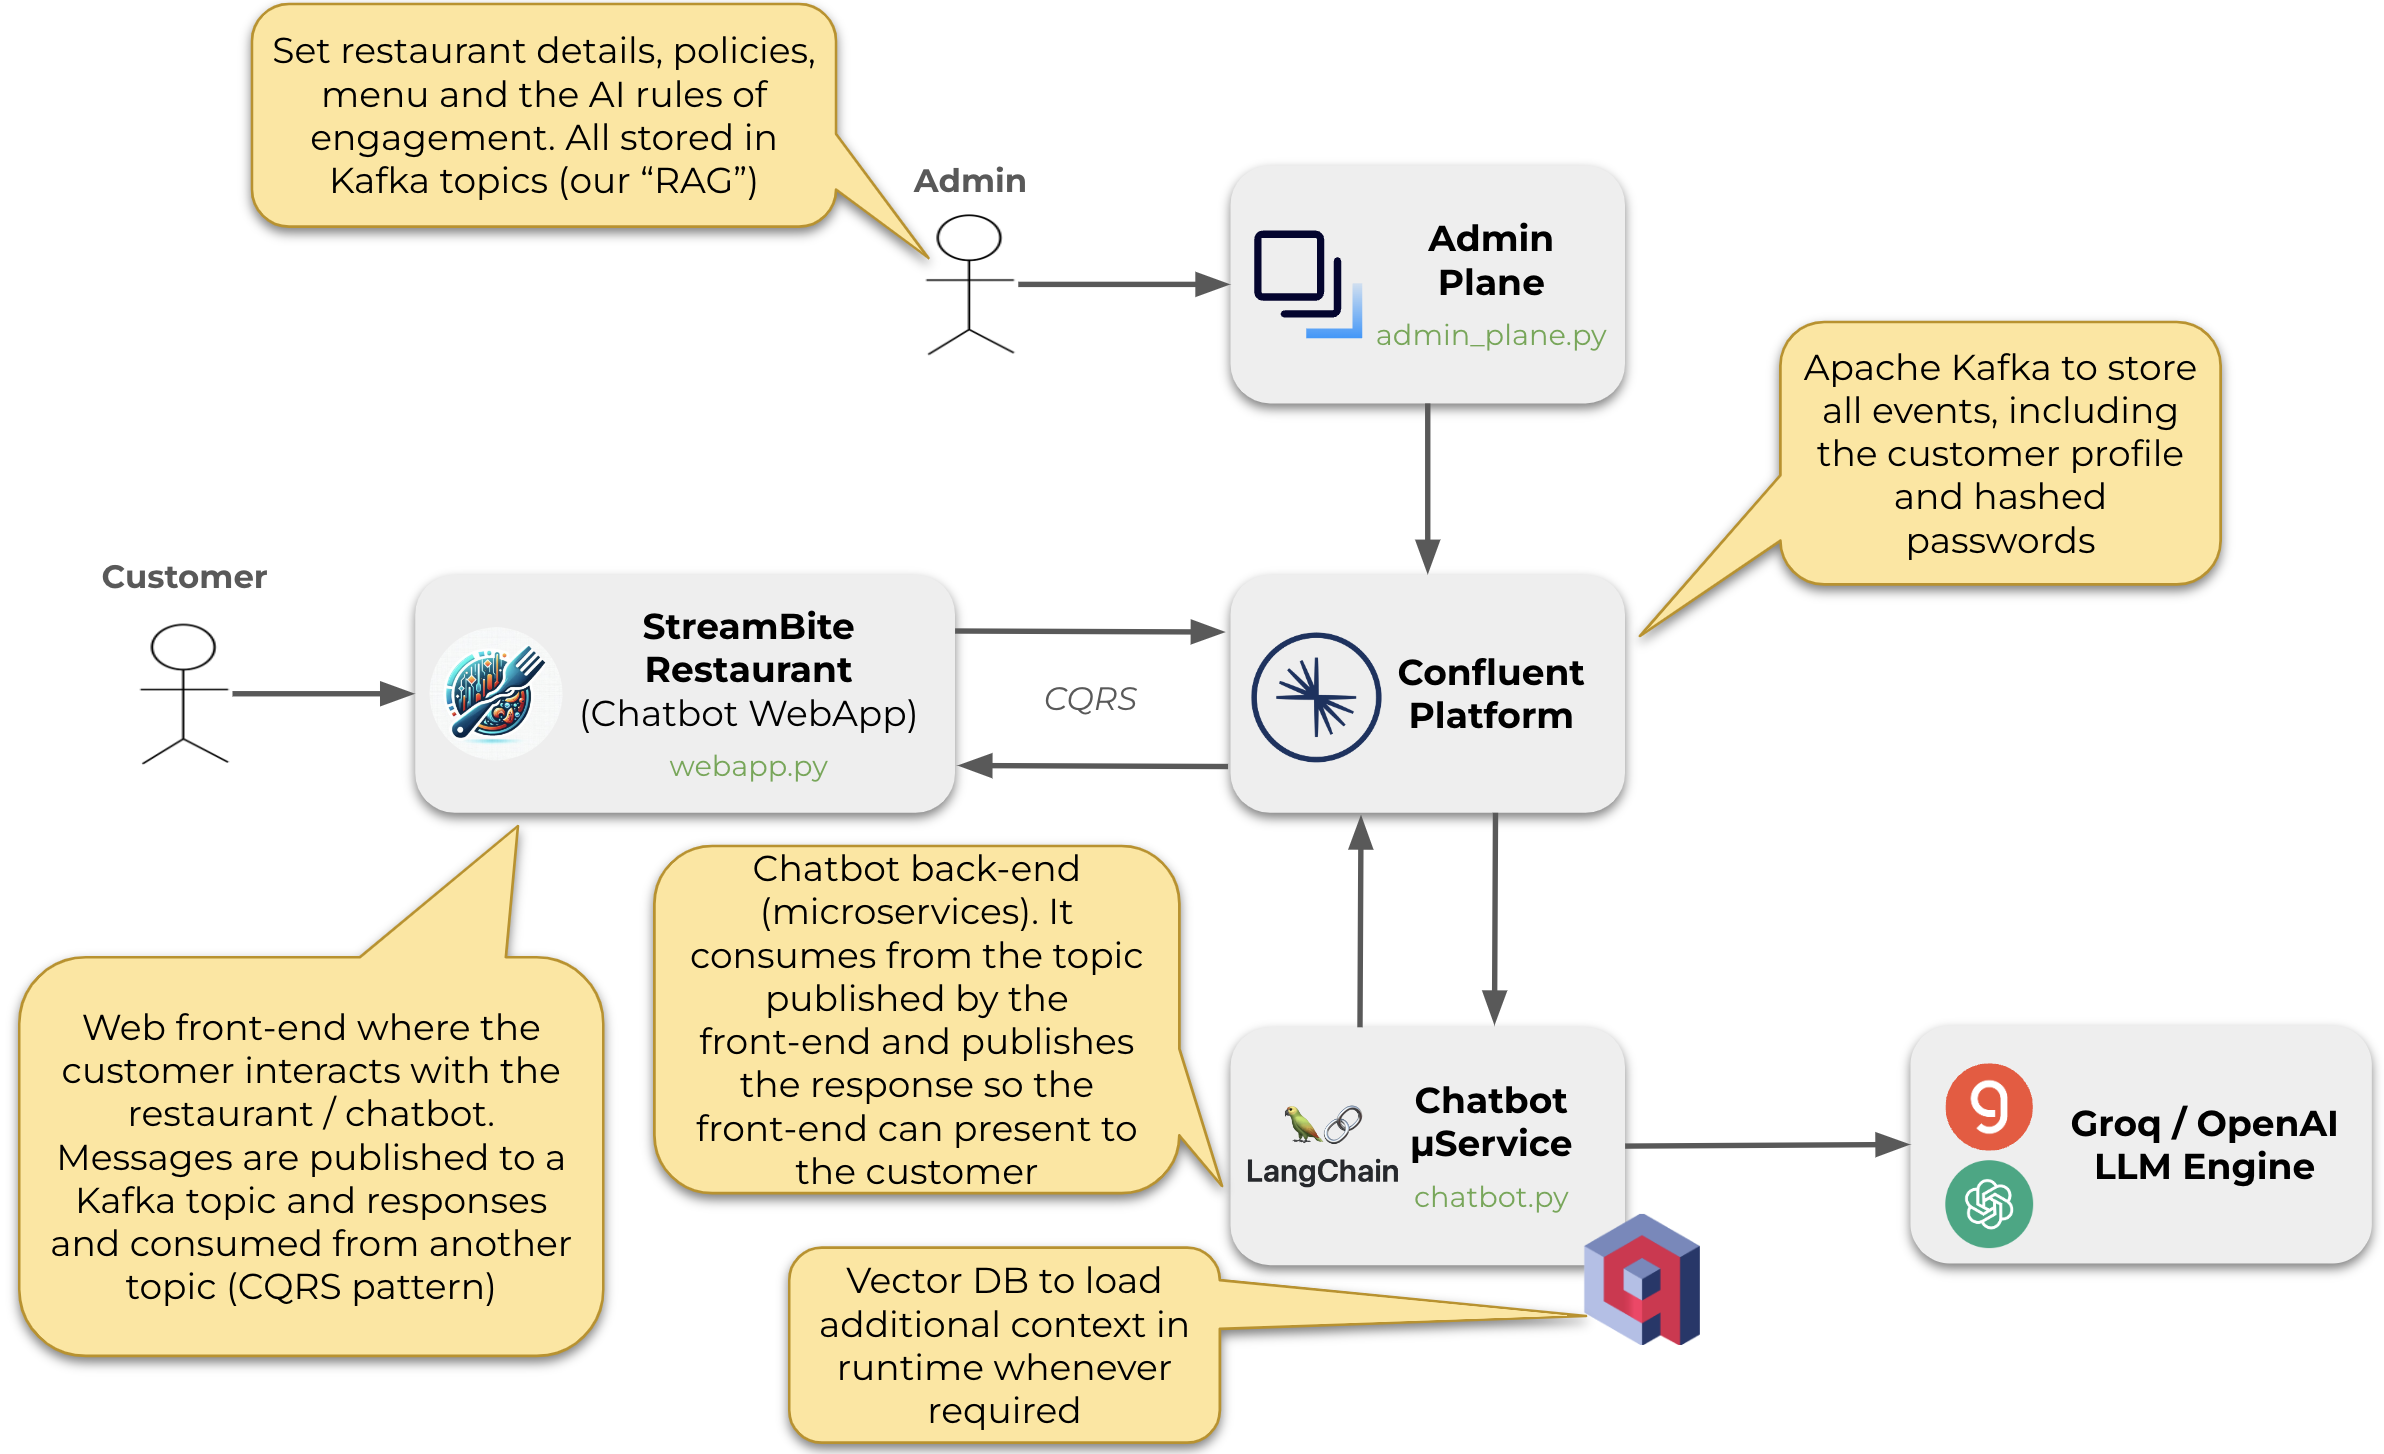 Set restaurant details, policies,
menu and the AI rules of
engagement. All stored in
Kafka topics (our “RAG”)
Admin
Admin
Plane
admin_plane.py
Apache Kafka to store
all events, including
the customer profile
and hashed
passwords
Customer
StreamBite
Restaurant
(Chatbot WebApp)
webapp.py
CQRS
Confluent
Platform
Chatbot back-end
(microservices). It
consumes from the topic
published by the
front-end and publishes
the response so the
front-end can present to
the customer
Web front-end where the
customer interacts with the
restaurant / chatbot.
Messages are published to a
Kafka topic and responses
and consumed from another
topic (CQRS pattern)
LangChain
Chatbot
µService
chatbot.py
Groq / OpenAI
LLM Engine
Vector DB to load
additional context in
runtime whenever
required